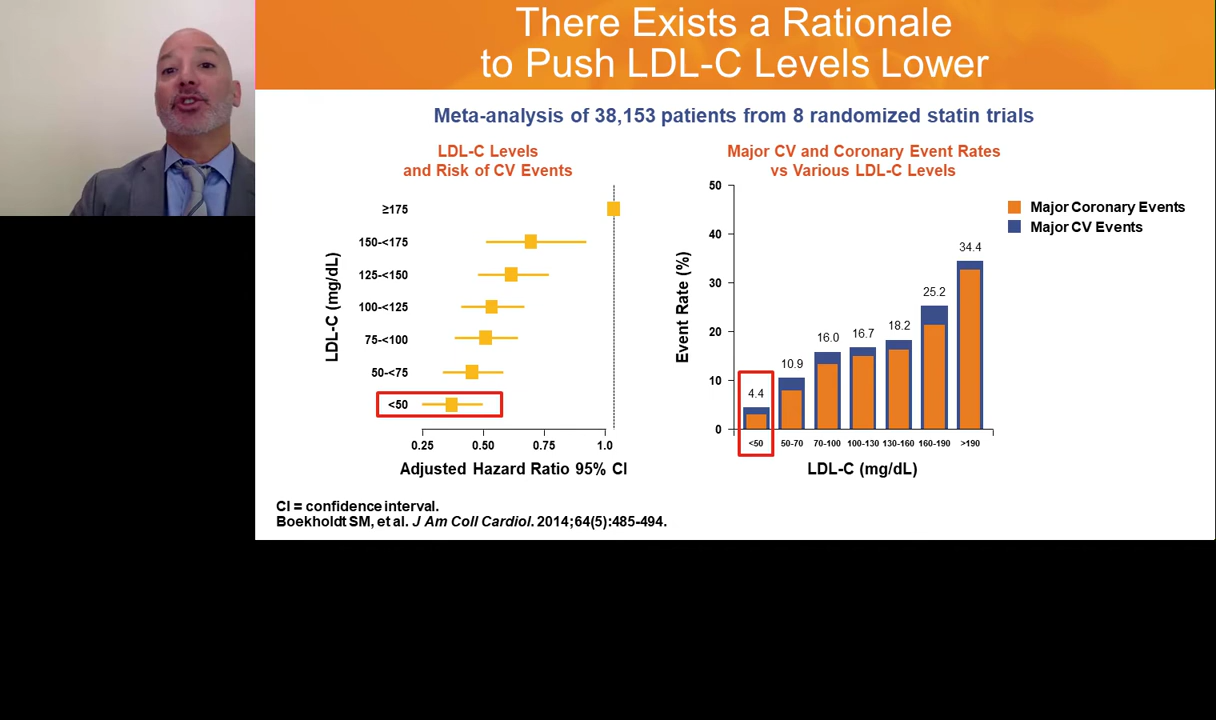 There Exists a Rationale
to Push LDL-C Levels Lower
Meta-analysis of 38,153 patients from 8 randomized statin trials
LDL-C Levels
and Risk of CV Events
LDL-C (mg/dL)
≥175
150-<175
125-<150
100-<125
75-<100
50-<75
<50
0.25 0.50 0.75 1.0
Adjusted Hazard Ratio 95% CI
Major CV and Coronary Event Rates
vs Various LDL-C Levels
Major Coronary Events
Major CV Events
Event Rate (%)
50
40
30
20
10
0
4.4 10.9 16.0 16.7 18.2 25.2 34.4
<50 50-70 70-100 100-130 130-160 160-190 >190
LDL-C (mg/dL)
CI = confidence interval.
Boekholdt SM, et al. J Am Coll Cardiol. 2014;64(5):485-494.